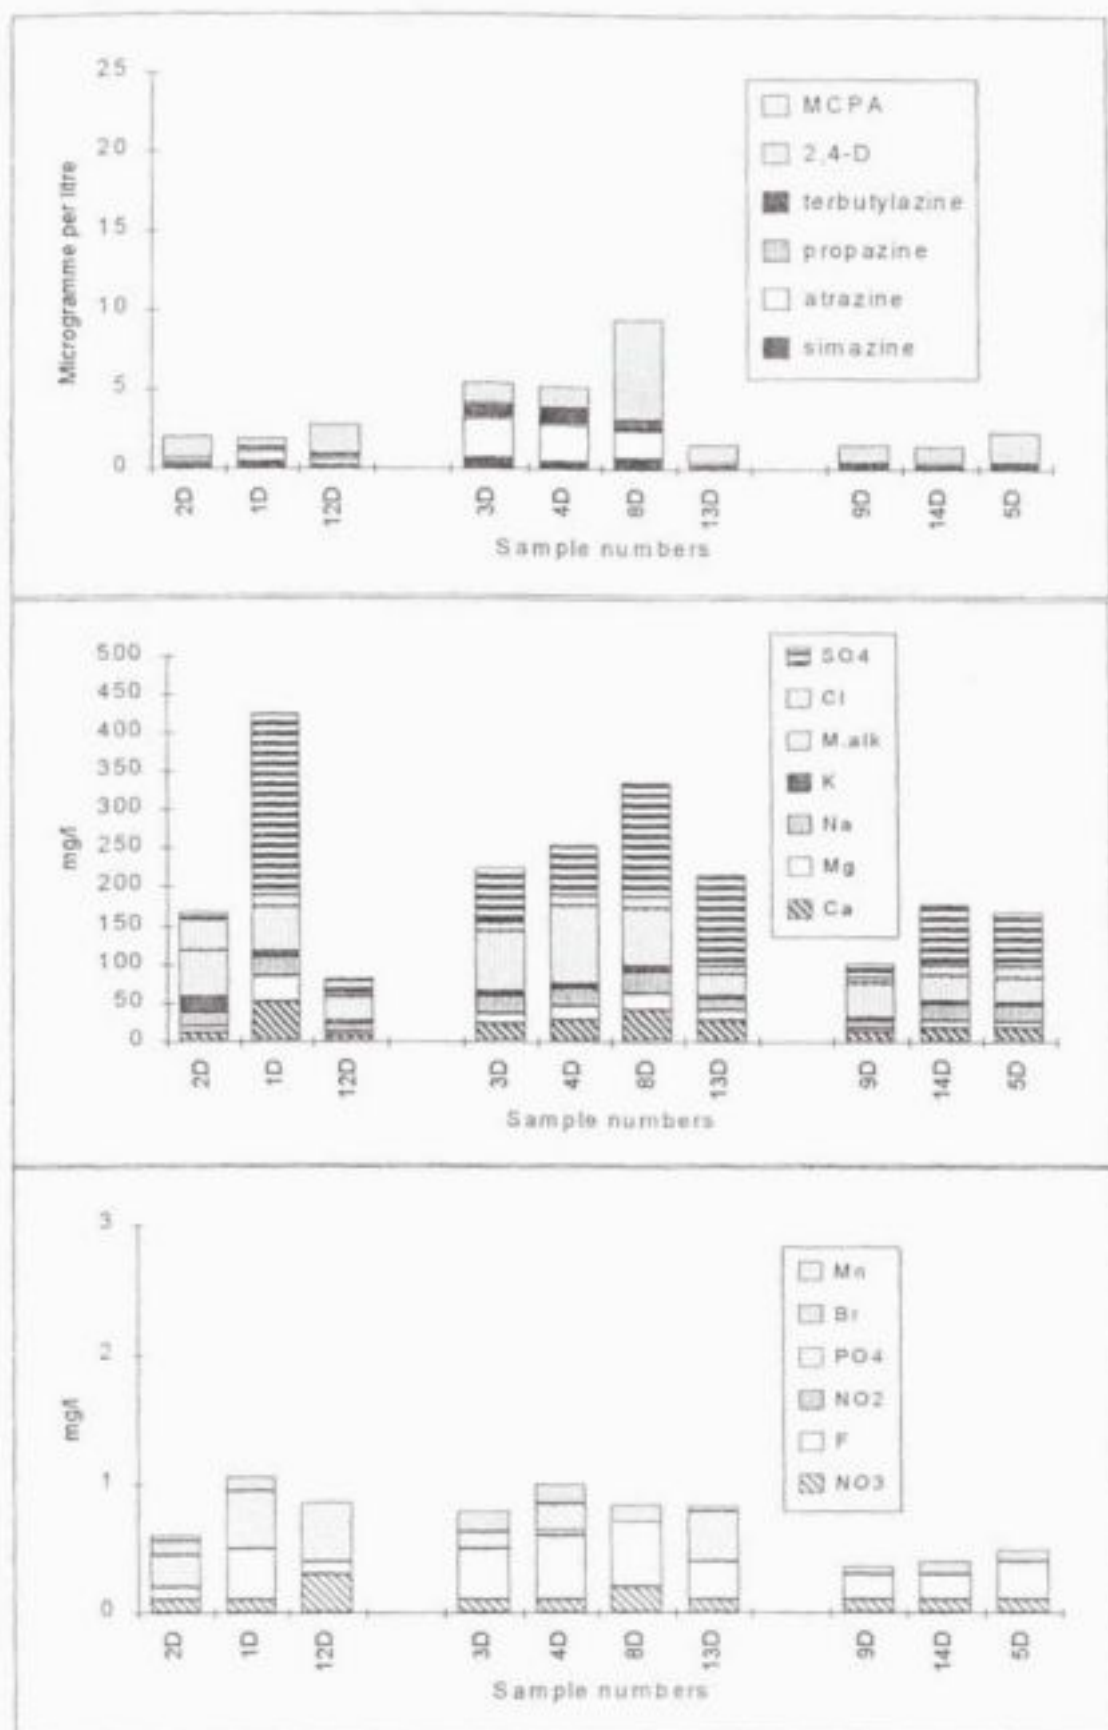 Microgramme per litre
25
20
15
10
5
0
2D 1D 12D 3D 4D 8D 13D 9D 14D 5D
Sample numbers
MCPA
2,4-D
terbutylazine
propazine
atrazine
simazine
mg/l
500
450
400
350
300
250
200
150
100
50
0
2D 1D 12D 3D 4D 8D 13D 9D 14D 5D
Sample numbers
SO4
Cl
M.alk
K
Na
Mg
Ca
mg/l
3
2
1
0
2D 1D 12D 3D 4D 8D 13D 9D 14D 5D
Sample numbers
Mn
Br
PO4
NO2
F
NO3